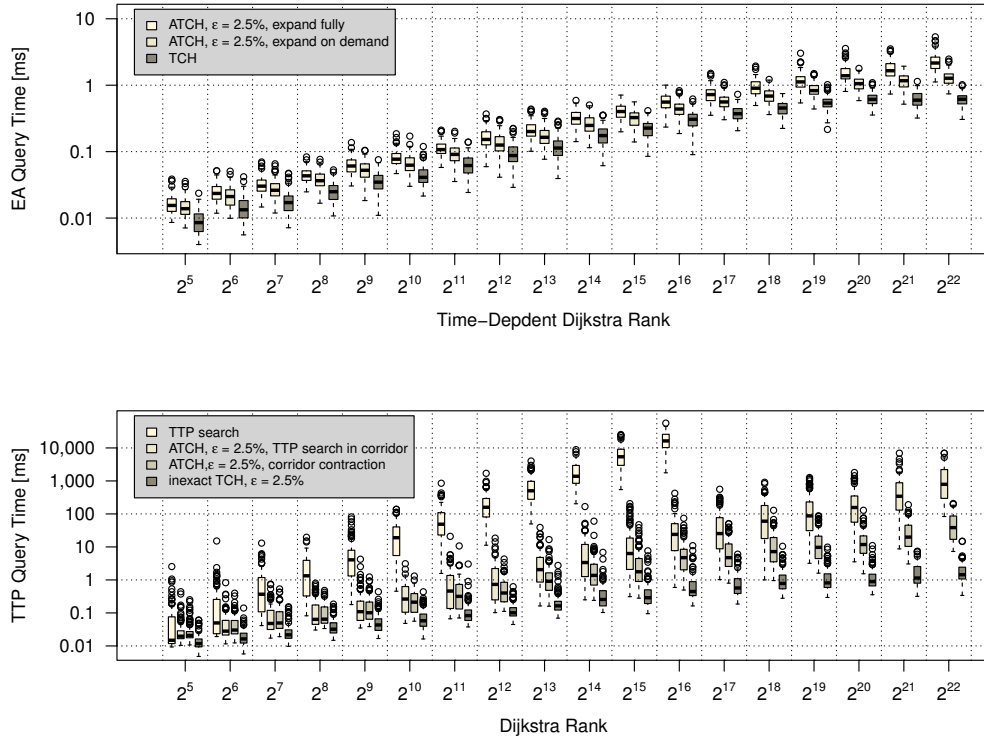 EA Query Time [ms]
10
1
0.1
0.01
ATCH, ε = 2.5%, expand fully
ATCH, ε = 2.5%, expand on demand
TCH
2^5 2^6 2^7 2^8 2^9 2^10 2^11 2^12 2^13 2^14 2^15 2^16 2^17 2^18 2^19 2^20 2^21 2^22
Time−Depdent Dijkstra Rank
TTP Query Time [ms]
10,000
1,000
100
10
1
0.1
0.01
TTP search
ATCH, ε = 2.5%, TTP search in corridor
ATCH,ε = 2.5%, corridor contraction
inexact TCH, ε = 2.5%
2^5 2^6 2^7 2^8 2^9 2^10 2^11 2^12 2^13 2^14 2^15 2^16 2^17 2^18 2^19 2^20 2^21 2^22
Dijkstra Rank